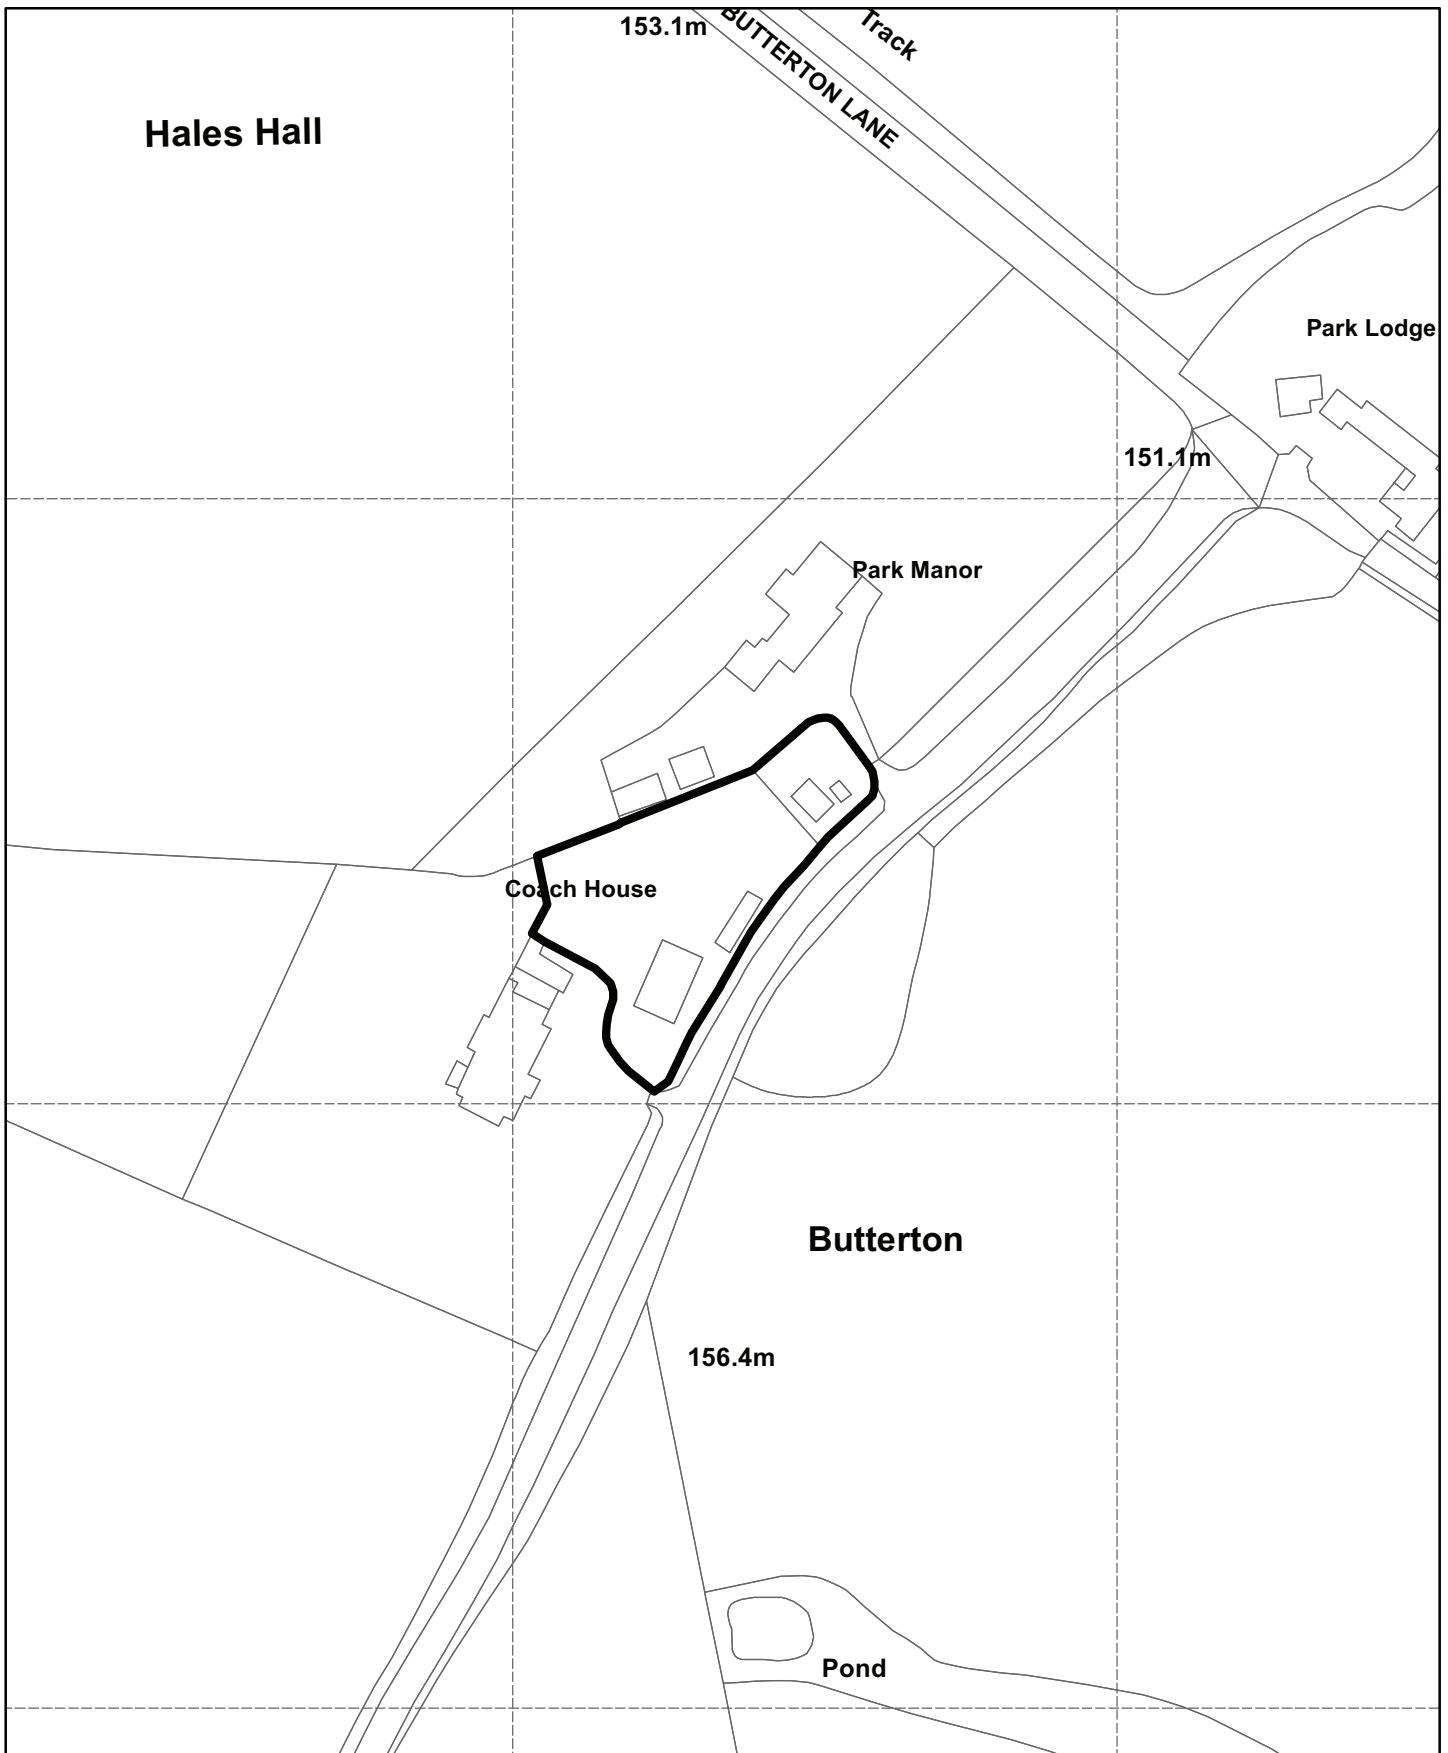 153.1m
Track
BUTTERTON LANE
Hales Hall
Park Lodge
151.1m
Park Manor
Coach House
Butterton
156.4m
Pond